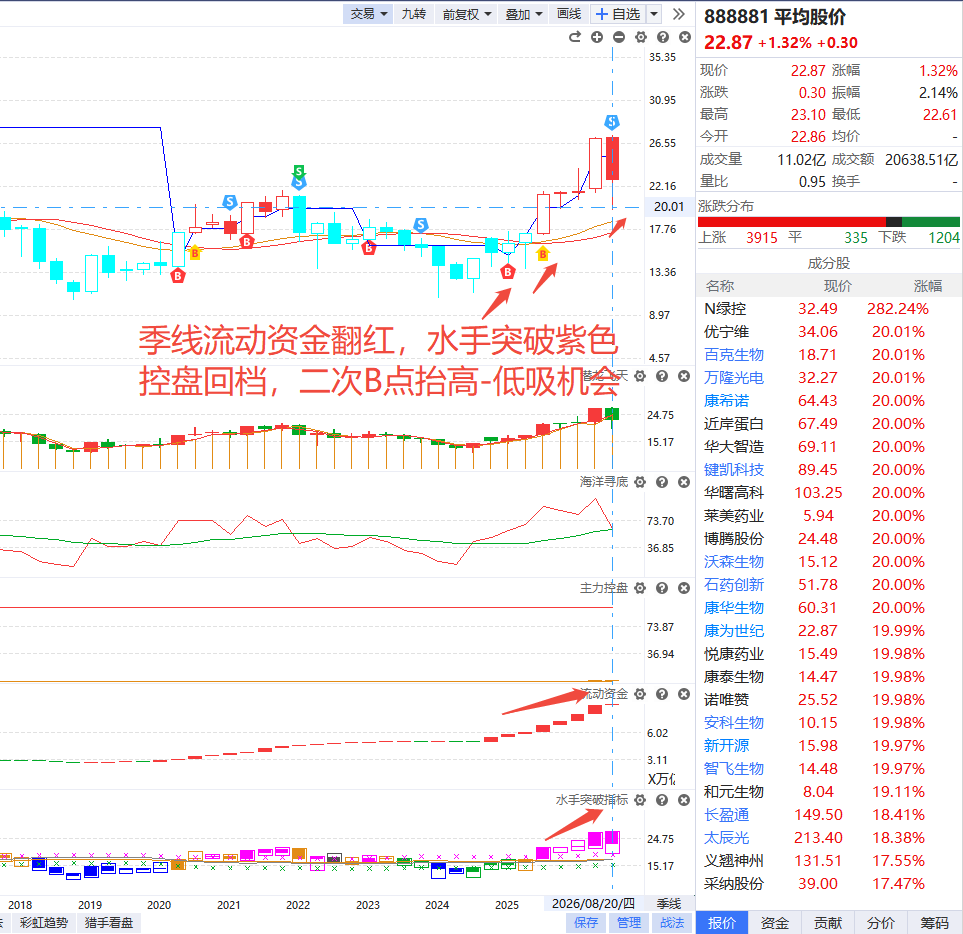 交易 九转 前复权 叠加 画线 +自选
888881 平均股价
22.87 +1.32% +0.30
现价 22.87 涨幅 1.32%
涨跌 0.30 振幅 2.14%
最高 23.10 最低 22.61
今开 22.86 均价 -
成交量 11.02亿 成交额 20638.51亿
量比 0.95 换手 -
涨跌分布
上涨 3915 平 335 下跌 1204
成分股
名称 现价 涨幅
N绿控 32.49 282.24%
优宁维 34.06 20.01%
百克生物 18.71 20.01%
万隆光电 32.27 20.01%
康希诺 64.43 20.00%
近岸蛋白 67.49 20.00%
华大智造 69.11 20.00%
键凯科技 89.45 20.00%
华曙高科 103.25 20.00%
莱美药业 5.94 20.00%
博腾股份 24.48 20.00%
沃森生物 15.12 20.00%
石药创新 51.78 20.00%
康华生物 60.31 20.00%
康为世纪 22.87 19.99%
悦康药业 15.49 19.98%
康泰生物 14.47 19.98%
诺唯赞 25.52 19.98%
安科生物 10.15 19.98%
新开源 15.98 19.97%
智飞生物 14.48 19.97%
和元生物 8.04 19.11%
长盈通 149.50 18.41%
太辰光 213.40 18.38%
义翘神州 131.51 17.55%
采纳股份 39.00 17.47%
报价 资金 贡献 分价 筹码
35.35
30.95
26.55
22.16
20.01
17.76
13.36
8.97
4.57
S
S
S
S
S
B
B
B
B
B
B
季线流动资金翻红，水手突破紫色
控盘回档，二次B点抬高-低吸机会
24.75
15.17
海洋寻底
73.70
36.85
主力控盘
73.87
36.94
流动资金
6.02
3.11
X万亿
水手突破指标
24.75
15.17
2018 2019 2020 2021 2022 2023 2024 2025 2026/08/20/四 季线
彩虹趋势 猎手看盘 保存 管理 战法